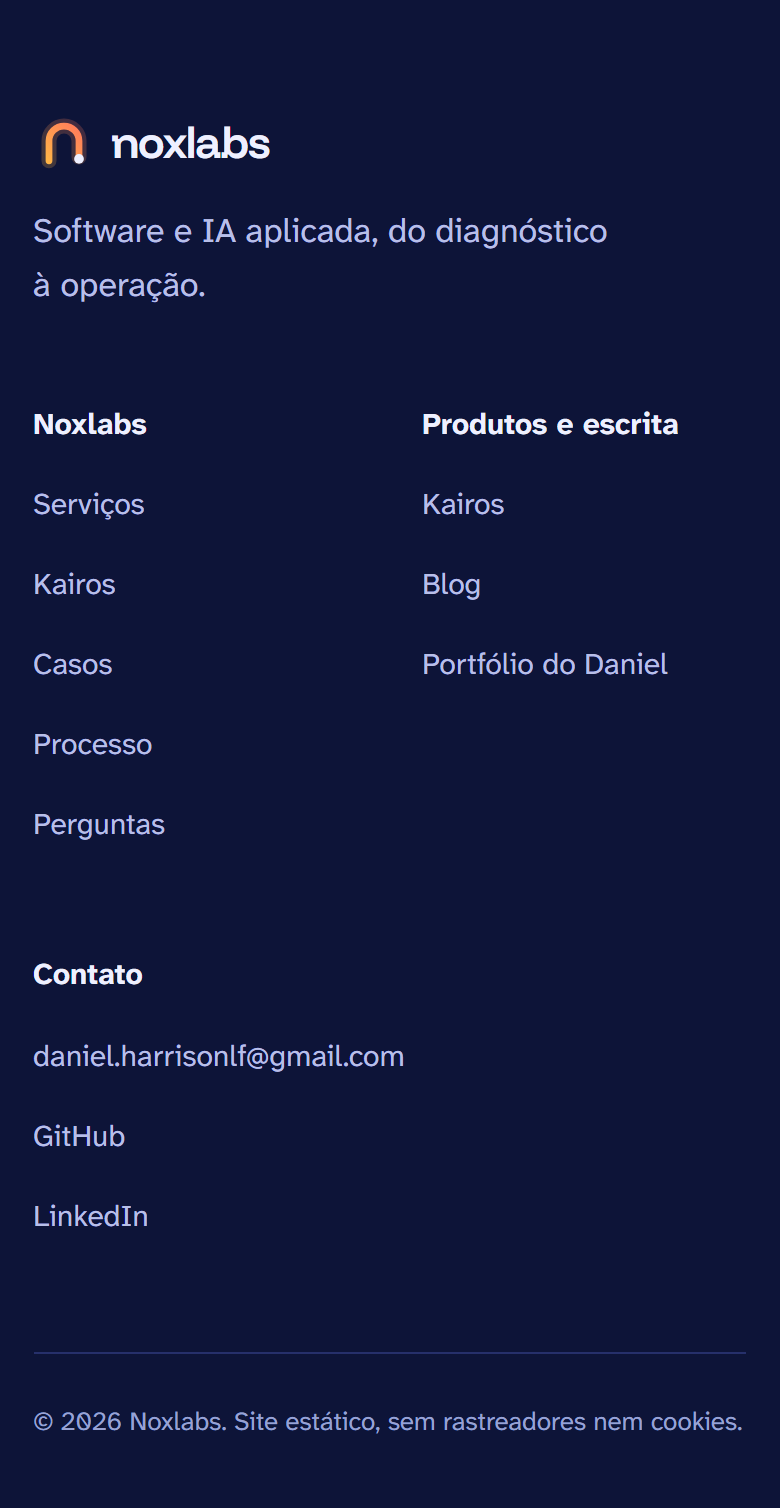 noxlabs
Software e IA aplicada, do diagnóstico
à operação.
Noxlabs
Serviços
Kairos
Casos
Processo
Perguntas
Produtos e escrita
Kairos
Blog
Portfólio do Daniel
Contato
daniel.harrisonlf@gmail.com
GitHub
LinkedIn
© 2026 Noxlabs. Site estático, sem rastreadores nem cookies.